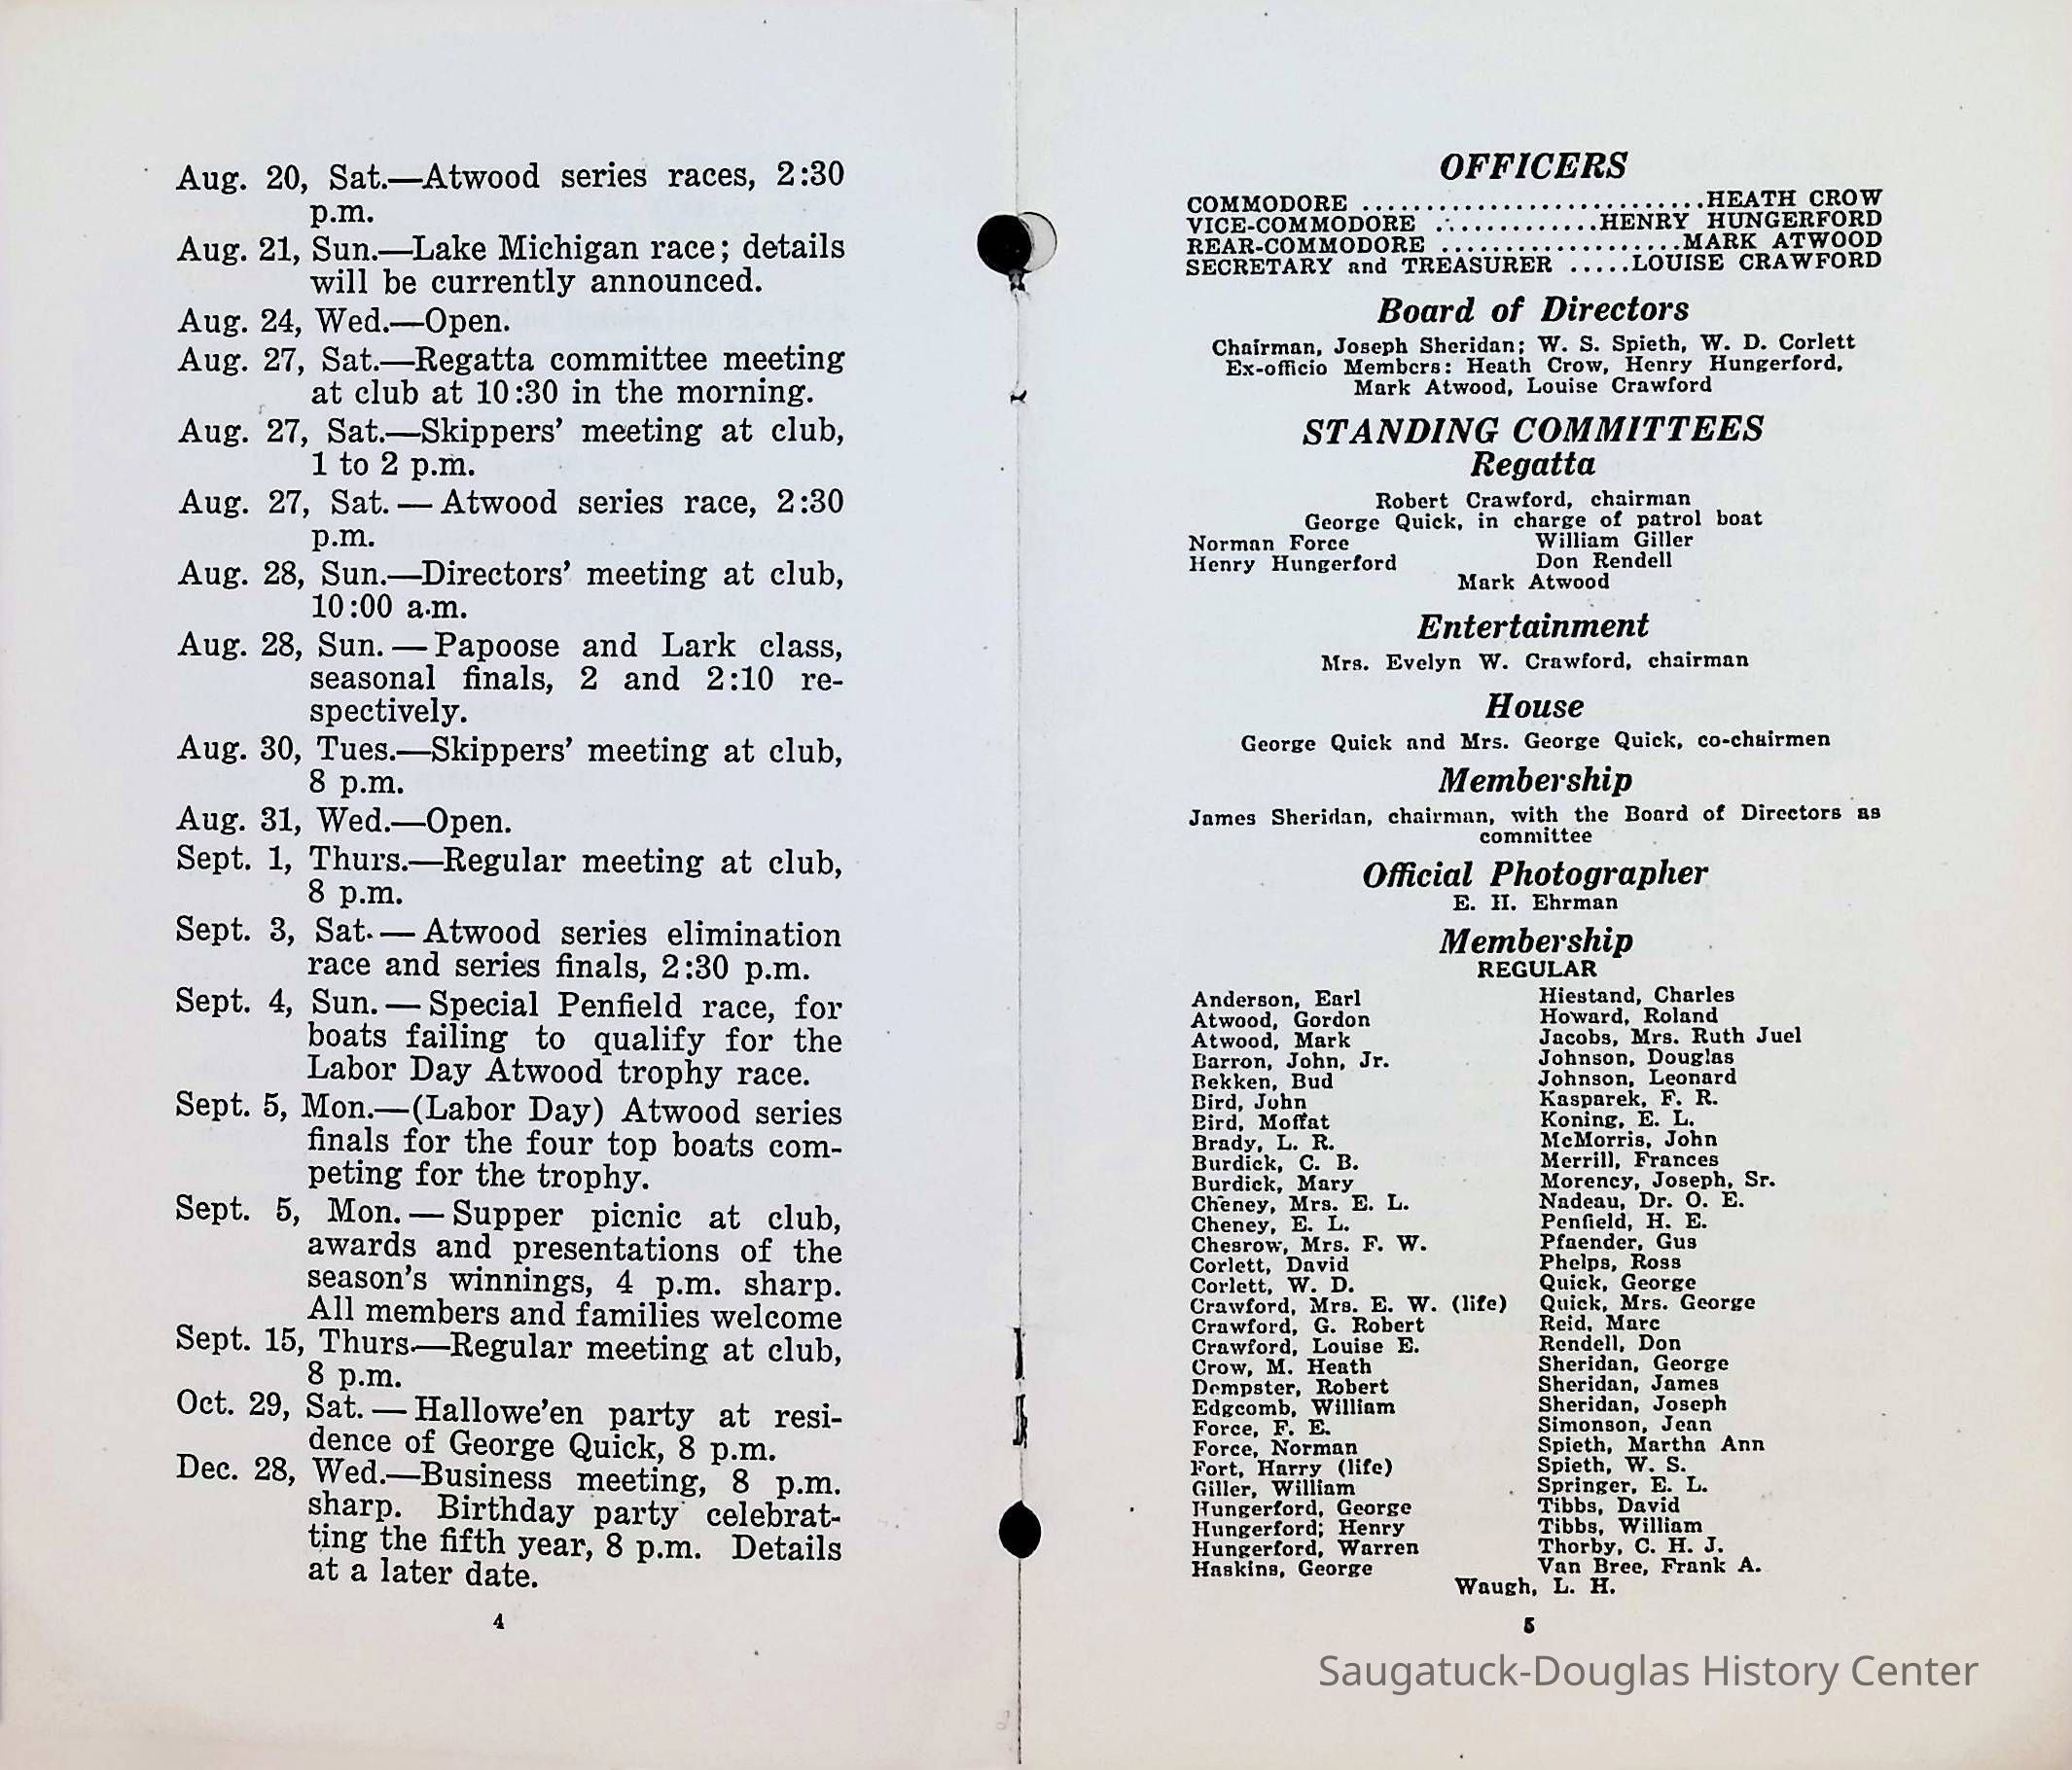 Aug. 20, Sat.—Atwood series races, 2:30
p.m.
Aug. 21, Sun.—Lake Michigan race; details
will be currently announced.
Aug. 24, Wed.—Open.
Aug. 27, Sat.—Regatta committee meeting
at club at 10:30 in the morning.
Aug. 27, Sat.—Skippers' meeting at club,
1 to 2 p.m.
Aug. 27, Sat. — Atwood series race, 2:30
p.m.
Aug. 28, Sun.—Directors' meeting at club,
10:00 a.m.
Aug. 28, Sun. — Papoose and Lark class,
seasonal finals, 2 and 2:10 re-
spectively.
Aug. 30, Tues.—Skippers' meeting at club,
8 p.m.
Aug. 31, Wed.—Open.
Sept. 1, Thurs.—Regular meeting at club,
8 p.m.
Sept. 3, Sat. — Atwood series elimination
race and series finals, 2:30 p.m.
Sept. 4, Sun. — Special Penfield race, for
boats failing to qualify for the
Labor Day Atwood trophy race.
Sept. 5, Mon.—(Labor Day) Atwood series
finals for the four top boats com-
peting for the trophy.
Sept. 5, Mon. — Supper picnic at club,
awards and presentations of the
season's winnings, 4 p.m. sharp.
All members and families welcome
Sept. 15, Thurs.—Regular meeting at club,
8 p.m.
Oct. 29, Sat. — Hallowe'en party at resi-
dence of George Quick, 8 p.m.
Dec. 28, Wed.—Business meeting, 8 p.m.
sharp. Birthday party celebrat-
ting the fifth year, 8 p.m. Details
at a later date.
4
OFFICERS
COMMODORE ...........................HEATH CROW
VICE-COMMODORE .............HENRY HUNGERFORD
REAR-COMMODORE ...................MARK ATWOOD
SECRETARY and TREASURER .....LOUISE CRAWFORD
Board of Directors
Chairman, Joseph Sheridan; W. S. Spieth, W. D. Corlett
Ex-officio Members: Heath Crow, Henry Hungerford,
Mark Atwood, Louise Crawford
STANDING COMMITTEES
Regatta
Robert Crawford, chairman
George Quick, in charge of patrol boat
Norman Force William Giller
Henry Hungerford Don Rendell
Mark Atwood
Entertainment
Mrs. Evelyn W. Crawford, chairman
House
George Quick and Mrs. George Quick, co-chairmen
Membership
James Sheridan, chairman, with the Board of Directors as
committee
Official Photographer
E. H. Ehrman
Membership
REGULAR
Anderson, Earl
Atwood, Gordon
Atwood, Mark
Barron, John, Jr.
Bekken, Bud
Bird, John
Bird, Moffat
Brady, L. R.
Burdick, C. B.
Burdick, Mary
Cheney, Mrs. E. L.
Cheney, E. L.
Chesrow, Mrs. F. W.
Corlett, David
Corlett, W. D.
Crawford, Mrs. E. W. (life)
Crawford, G. Robert
Crawford, Louise E.
Crow, M. Heath
Dempster, Robert
Edgcomb, William
Force, F. E.
Force, Norman
Fort, Harry (life)
Giller, William
Hungerford, George
Hungerford; Henry
Hungerford, Warren
Haskins, George
Hiestand, Charles
Howard, Roland
Jacobs, Mrs. Ruth Juel
Johnson, Douglas
Johnson, Leonard
Kasparek, F. R.
Koning, E. L.
McMorris, John
Merrill, Frances
Morency, Joseph, Sr.
Nadeau, Dr. O. E.
Penfield, H. E.
Pfaender, Gus
Phelps, Ross
Quick, George
Quick, Mrs. George
Reid, Marc
Rendell, Don
Sheridan, George
Sheridan, James
Sheridan, Joseph
Simonson, Jean
Spieth, Martha Ann
Spieth, W. S.
Springer, E. L.
Tibbs, David
Tibbs, William
Thorby, C. H. J.
Van Bree, Frank A.
Waugh, L. H.
5
Saugatuck-Douglas History Center